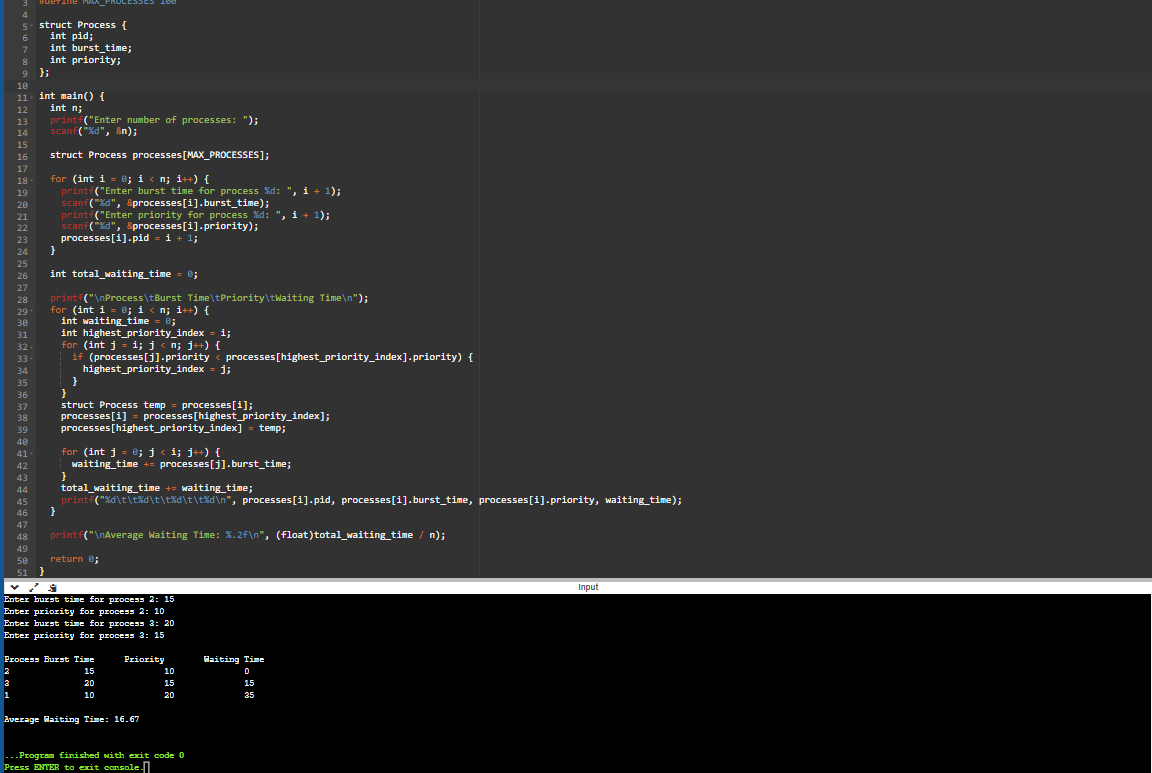 3 #define MAX_PROCESSES 100
4
5 struct Process {
6 int pid;
7 int burst_time;
8 int priority;
9 };
10
11 int main() {
12 int n;
13 printf("Enter number of processes: ");
14 scanf("%d", &n);
15
16 struct Process processes[MAX_PROCESSES];
17
18 for (int i = 0; i < n; i++) {
19 printf("Enter burst time for process %d: ", i + 1);
20 scanf("%d", &processes[i].burst_time);
21 printf("Enter priority for process %d: ", i + 1);
22 scanf("%d", &processes[i].priority);
23 processes[i].pid = i + 1;
24 }
25
26 int total_waiting_time = 0;
27
28 printf("\nProcess\tBurst Time\tPriority\tWaiting Time\n");
29 for (int i = 0; i < n; i++) {
30 int waiting_time = 0;
31 int highest_priority_index = i;
32 for (int j = i; j < n; j++) {
33 if (processes[j].priority < processes[highest_priority_index].priority) {
34 highest_priority_index = j;
35 }
36 }
37 struct Process temp = processes[i];
38 processes[i] = processes[highest_priority_index];
39 processes[highest_priority_index] = temp;
40
41 for (int j = 0; j < i; j++) {
42 waiting_time += processes[j].burst_time;
43 }
44 total_waiting_time += waiting_time;
45 printf("%d\t\t%d\t\t%d\t\t%d\n", processes[i].pid, processes[i].burst_time, processes[i].priority, waiting_time);
46 }
47
48 printf("\nAverage Waiting Time: %.2f\n", (float)total_waiting_time / n);
49
50 return 0;
51 }
input
Enter burst time for process 2: 15
Enter priority for process 2: 10
Enter burst time for process 3: 20
Enter priority for process 3: 15
Process Burst Time Priority Waiting Time
2 15 10 0
3 20 15 15
1 10 20 35
Average Waiting Time: 16.67
...Program finished with exit code 0
Press ENTER to exit console.